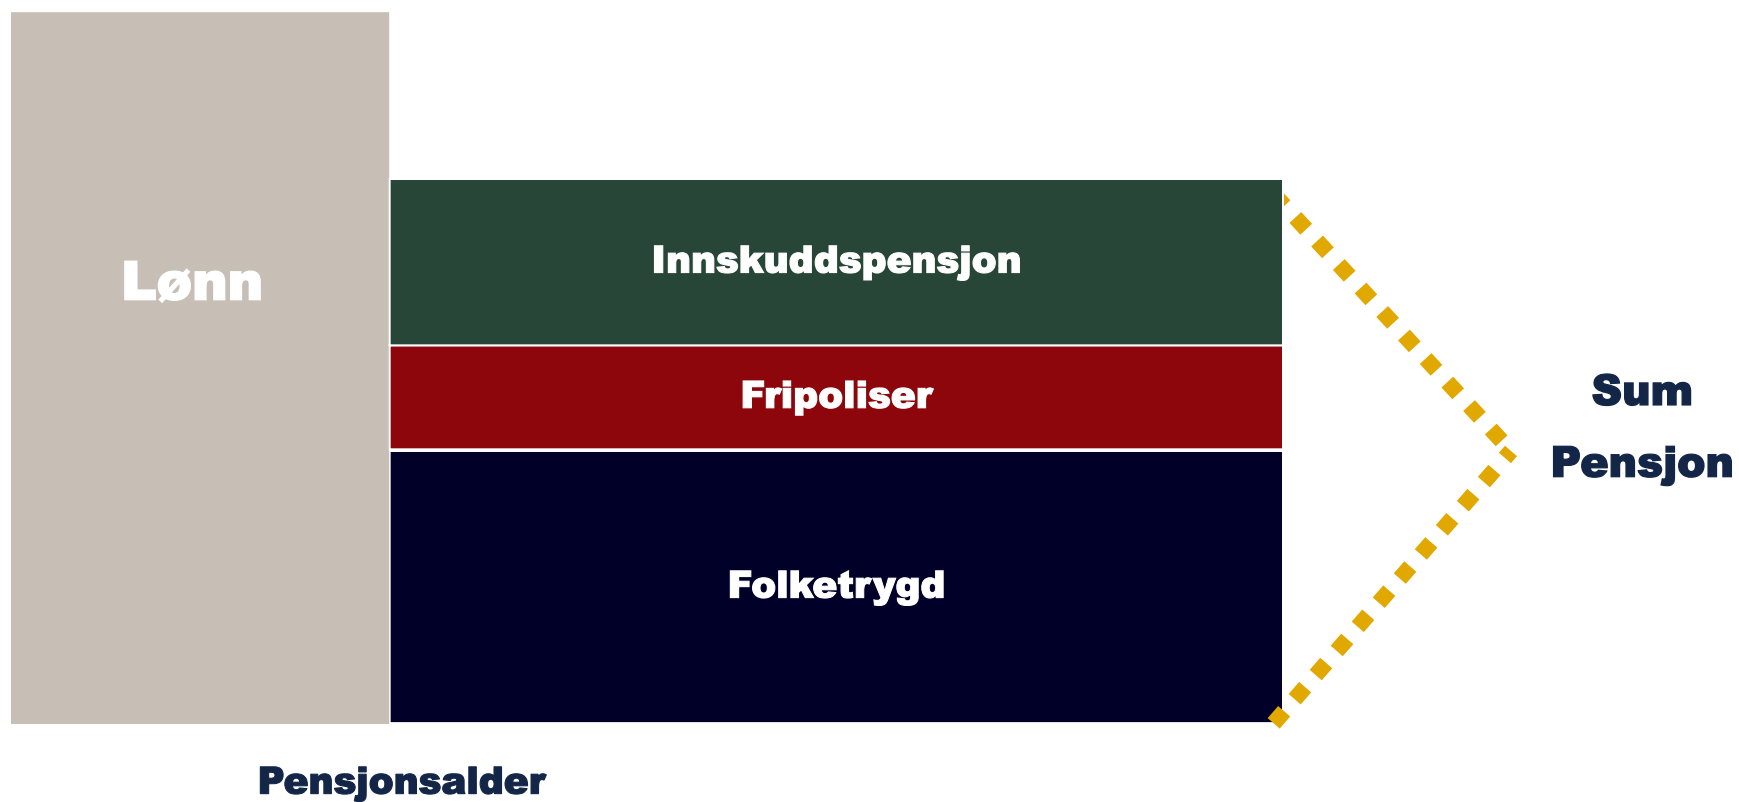 Lønn
Innskuddspensjon
Fripoliser
Folketrygd
Sum
Pensjon
Pensjonsalder